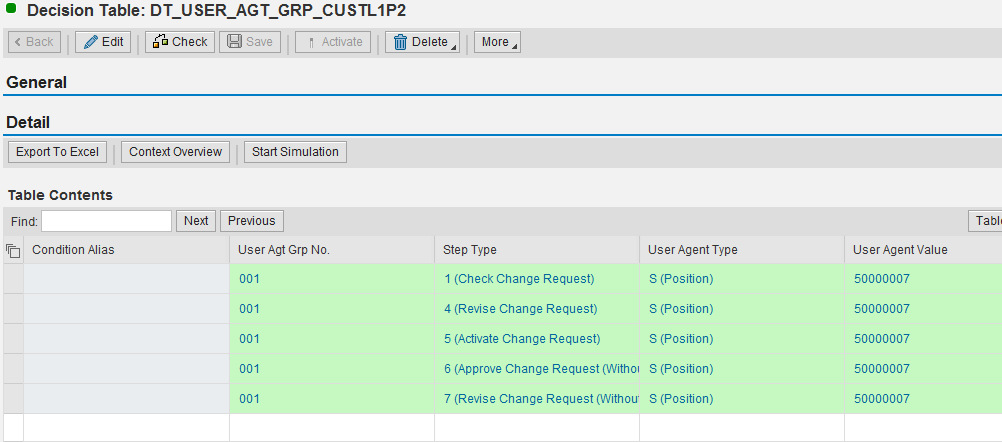 Decision Table: DT_USER_AGT_GRP_CUSTL1P2
< Back Edit Check Save Activate Delete More
General
Detail
Export To Excel Context Overview Start Simulation
Table Contents
Find: Next Previous Table
Condition Alias User Agt Grp No. Step Type User Agent Type User Agent Value
001 1 (Check Change Request) S (Position) 50000007
001 4 (Revise Change Request) S (Position) 50000007
001 5 (Activate Change Request) S (Position) 50000007
001 6 (Approve Change Request (Withou S (Position) 50000007
001 7 (Revise Change Request (Without S (Position) 50000007